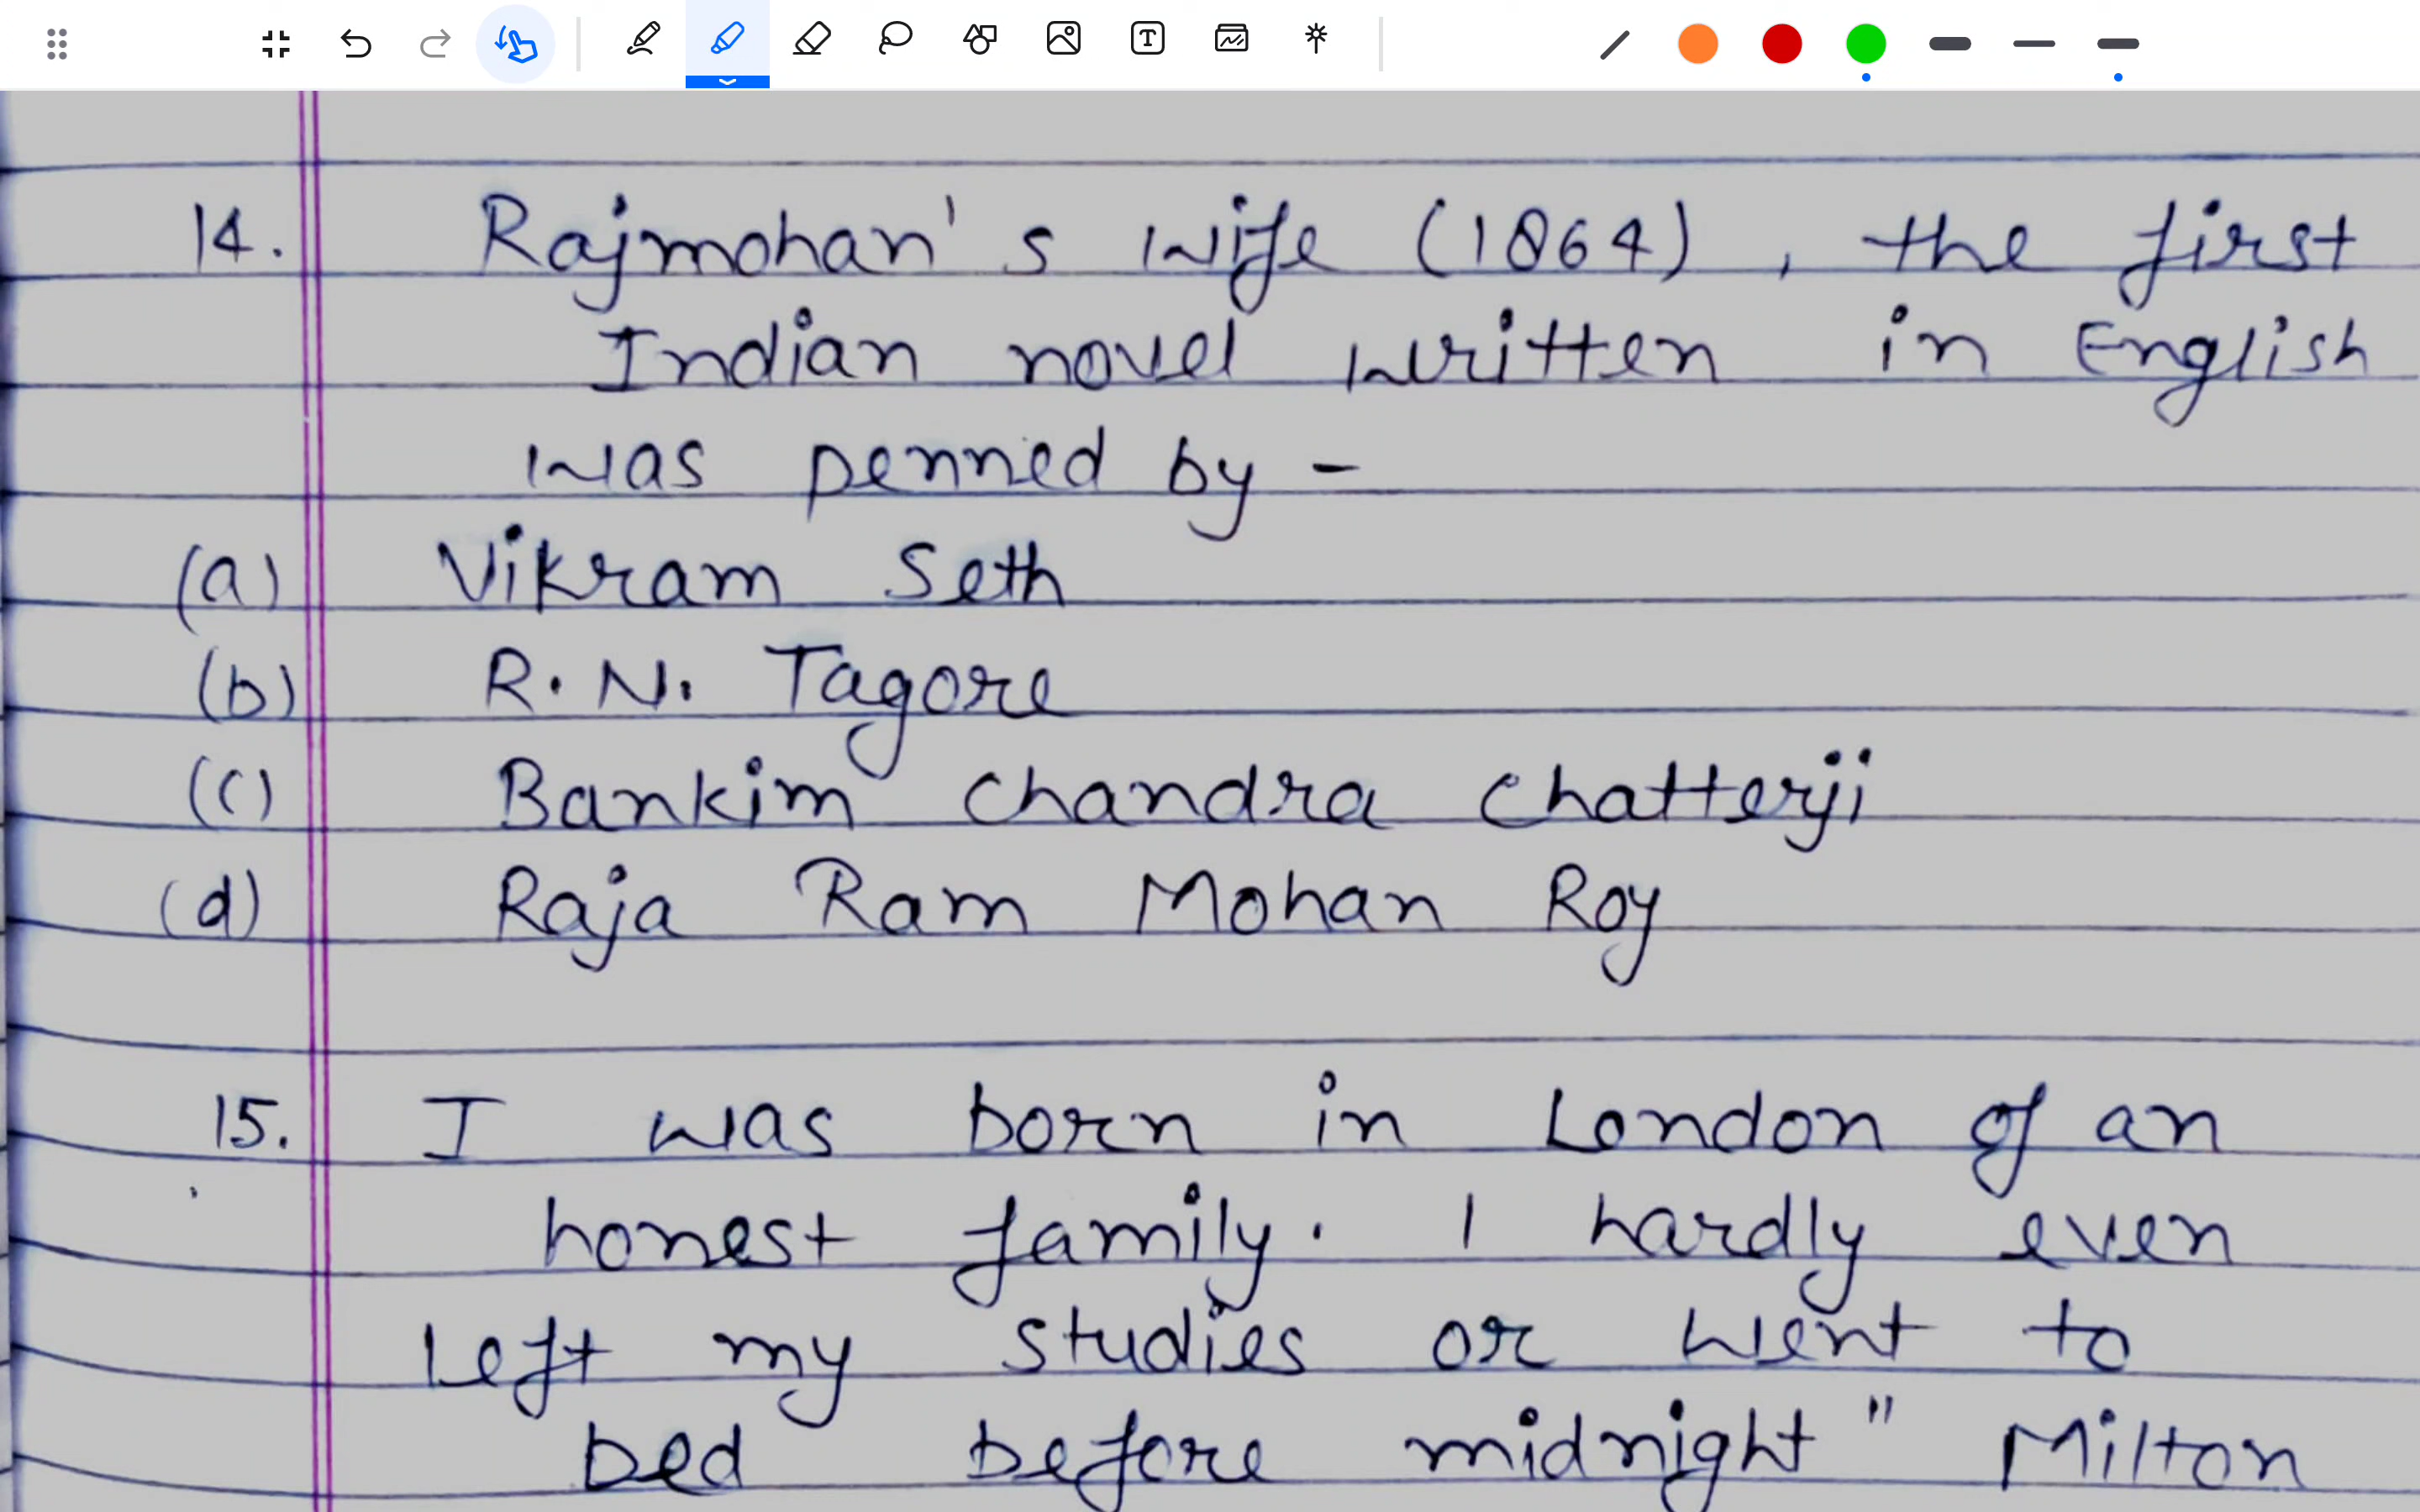 14. Rajmohan's wife (1864), the first
Indian novel written in English
was penned by -
(a) Vikram Seth
(b) R. N. Tagore
(c) Bankim Chandra Chatterji
(d) Raja Ram Mohan Roy
15. I was born in London of an
honest family. I hardly even
left my studies or went to
bed before midnight" Milton